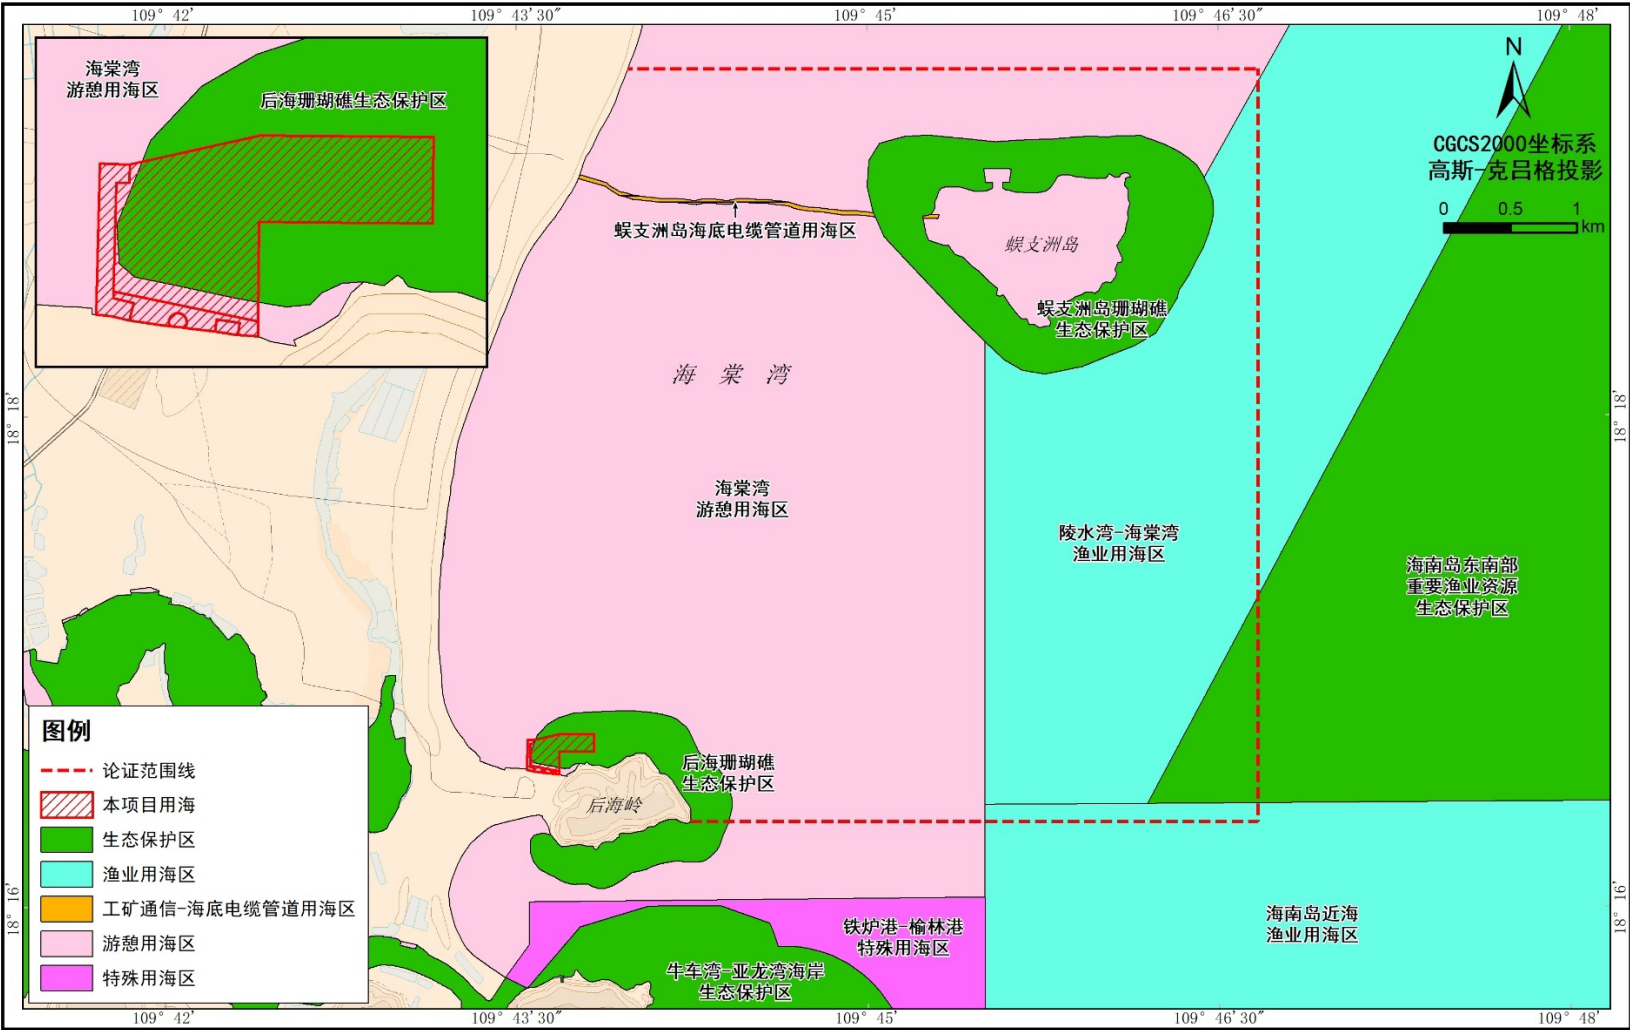 109° 42'
109° 43'30"
109° 45'
109° 46'30"
109° 48'
海棠湾
游憩用海区
后海珊瑚礁生态保护区
N
CGCS2000坐标系
高斯-克吕格投影
0 0.5 1
km
蜈支洲岛海底电缆管道用海区
蜈支洲岛
蜈支洲岛珊瑚礁
生态保护区
海 棠 湾
18° 18'
18° 18'
海棠湾
游憩用海区
陵水湾-海棠湾
渔业用海区
海南岛东南部
重要渔业资源
生态保护区
后海珊瑚礁
生态保护区
后海岭
图例
论证范围线
本项目用海
生态保护区
渔业用海区
工矿通信-海底电缆管道用海区
游憩用海区
特殊用海区
18° 16'
18° 16'
铁炉港-榆林港
特殊用海区
海南岛近海
渔业用海区
牛车湾-亚龙湾海岸
生态保护区
109° 42'
109° 43'30"
109° 45'
109° 46'30"
109° 48'